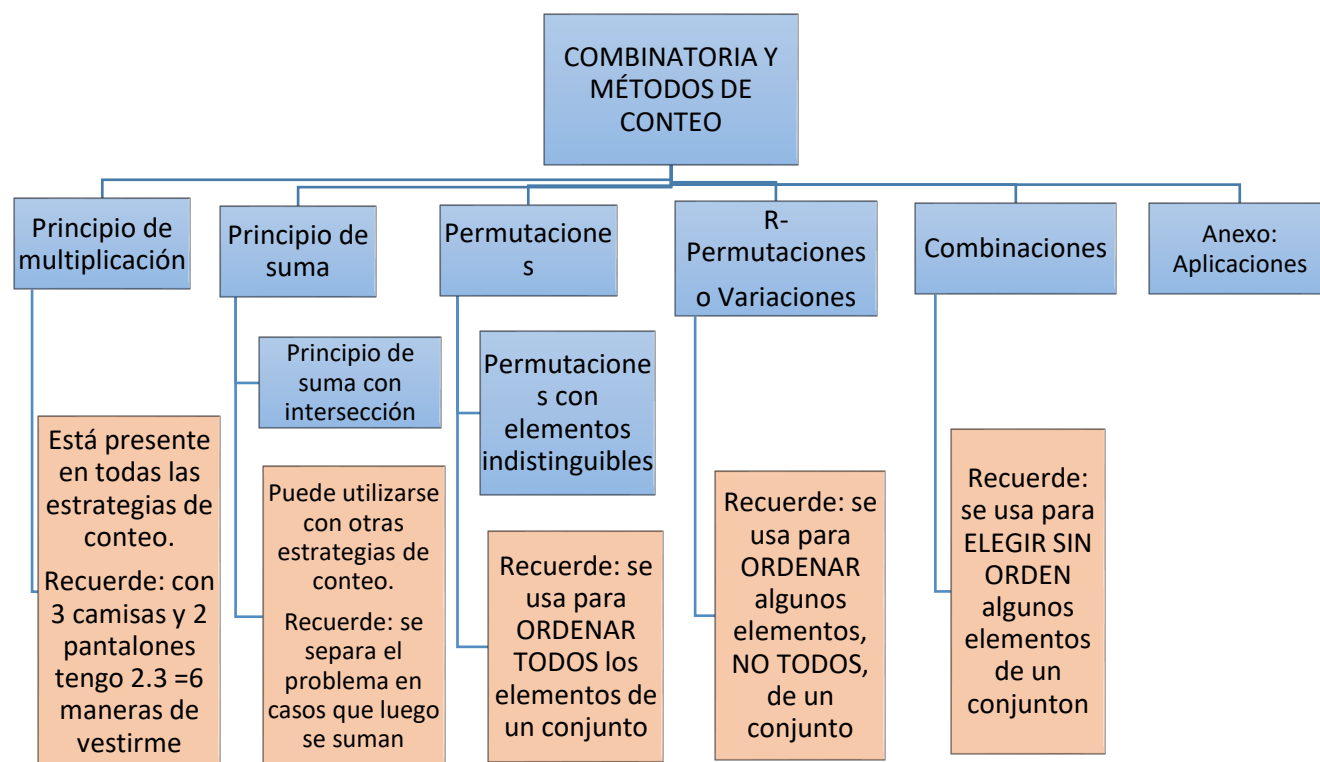 COMBINATORIA Y
MÉTODOS DE
CONTEO
Principio de
multiplicación
Principio de
suma
Permutacione
s
R-
Permutaciones
o Variaciones
Combinaciones
Anexo:
Aplicaciones
Principio de
suma con
intersección
Permutacione
s con
elementos
indistinguibles
Está presente
en todas las
estrategias de
conteo.
Recuerde: con
3 camisas y 2
pantalones
tengo 2.3 =6
maneras de
vestirme
Puede utilizarse
con otras
estrategias de
conteo.
Recuerde: se
separa el
problema en
casos que luego
se suman
Recuerde: se
usa para
ORDENAR
TODOS los
elementos de
un conjunto
Recuerde: se
usa para
ORDENAR
algunos
elementos,
NO TODOS,
de un
conjunto
Recuerde:
se usa para
ELEGIR SIN
ORDEN
algunos
elementos
de un
conjunton